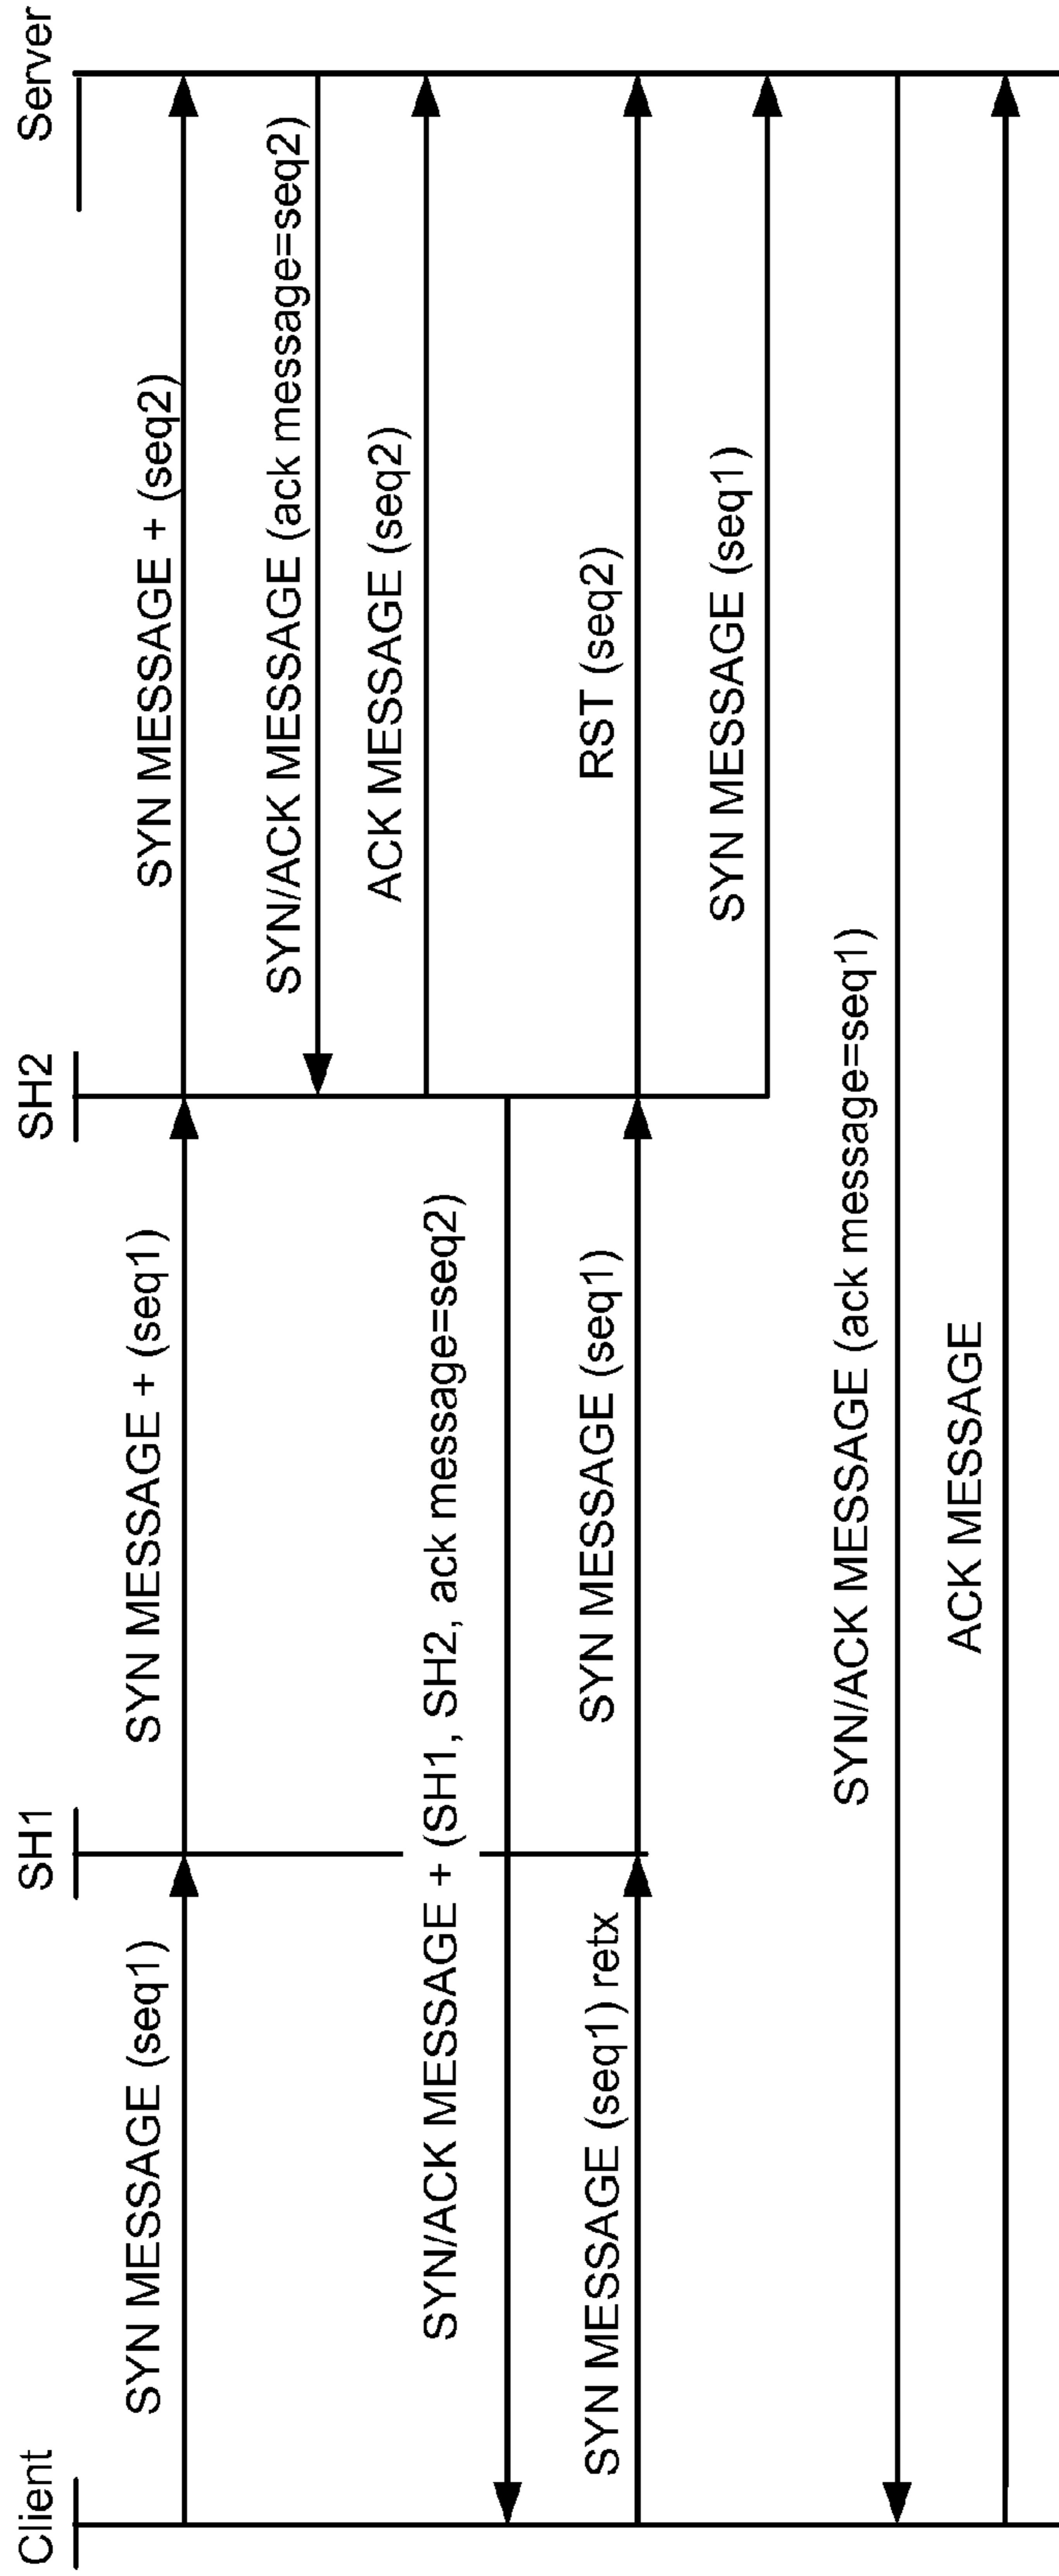 Client
SH1
SH2
Server
SYN MESSAGE (seq1)
SYN MESSAGE + (seq1)
SYN MESSAGE + (seq2)
SYN/ACK MESSAGE (ack message=seq2)
ACK MESSAGE (seq2)
SYN/ACK MESSAGE + (SH1, SH2, ack message=seq2)
SYN MESSAGE (seq1) retx
SYN MESSAGE (seq1)
RST (seq2)
SYN MESSAGE (seq1)
SYN/ACK MESSAGE (ack message=seq1)
ACK MESSAGE